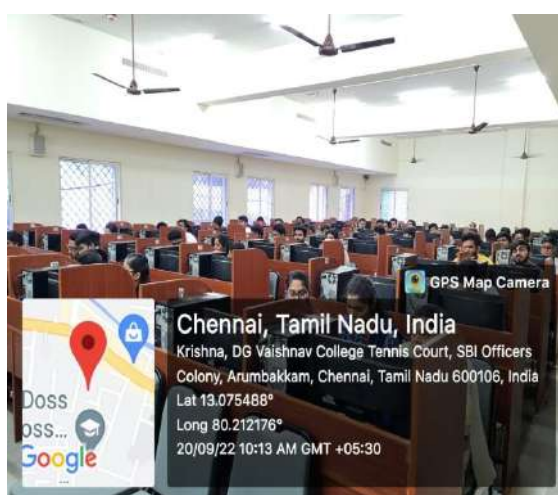 GPS Map Camera
Chennai, Tamil Nadu, India
Krishna, DG Vaishnav College Tennis Court, SBI Officers
Colony, Arumbakkam, Chennai, Tamil Nadu 600106, India
Lat 13.075488°
Long 80.212176°
20/09/22 10:13 AM GMT +05:30
Doss
oss...
Google